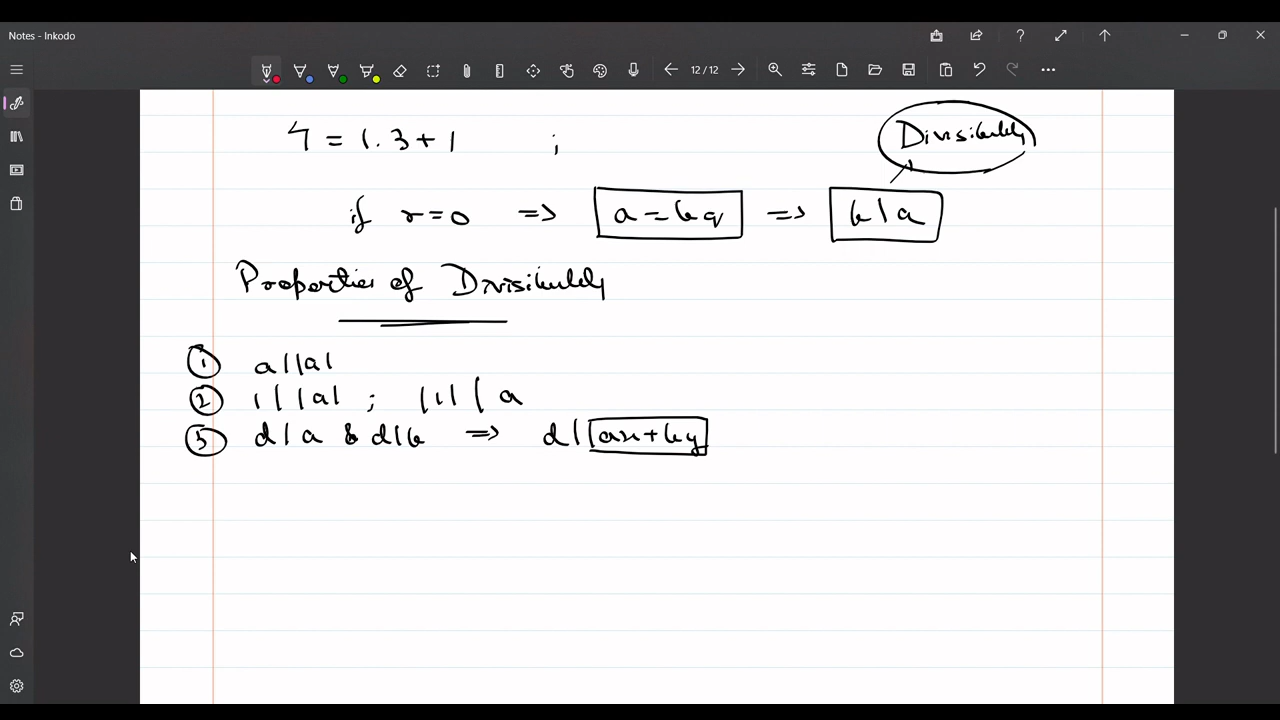 Notes - Inkodo
12/12
4 = 1.3 + 1 ;
Divisibility
if r = 0 => a = bq => b | a
Properties of Divisibility
① a | |a|
② 1 | |a| ; |1| | a
③ d | a & d | b => d | ax + by